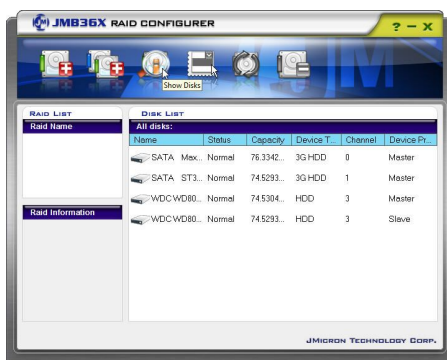 JMB36X RAID CONFIGURER
? – X
Show Disks
RAID LIST
Raid Name
Raid Information
DISK LIST
All disks:
Name Status Capacity Device T... Channel Device Pr...
SATA Max... Normal 76.3342... 3G HDD 0 Master
SATA ST3... Normal 74.5293... 3G HDD 1 Master
WDC WD80... Normal 74.5304... HDD 3 Master
WDC WD80... Normal 74.5293... HDD 3 Slave
JMICRON TECHNOLOGY CORP.